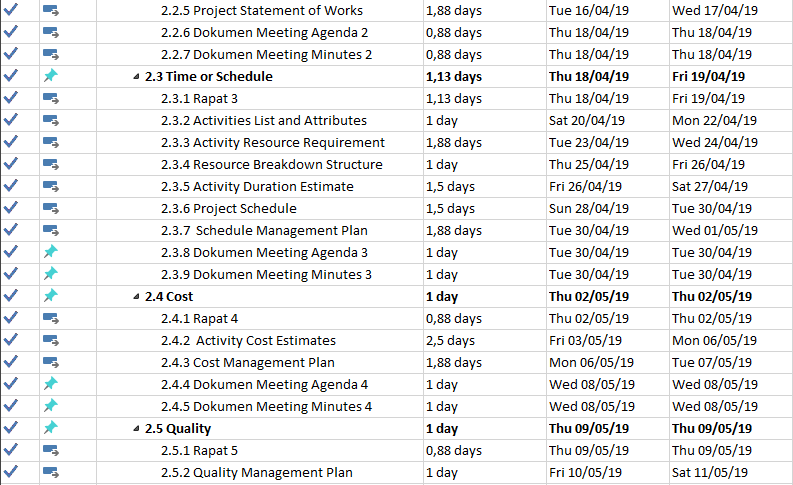 2.2.5 Project Statement of Works 1,88 days Tue 16/04/19 Wed 17/04/19
2.2.6 Dokumen Meeting Agenda 2 0,88 days Thu 18/04/19 Thu 18/04/19
2.2.7 Dokumen Meeting Minutes 2 0,88 days Thu 18/04/19 Thu 18/04/19
2.3 Time or Schedule 1,13 days Thu 18/04/19 Fri 19/04/19
2.3.1 Rapat 3 1,13 days Thu 18/04/19 Fri 19/04/19
2.3.2 Activities List and Attributes 1 day Sat 20/04/19 Mon 22/04/19
2.3.3 Activity Resource Requirement 1,88 days Tue 23/04/19 Wed 24/04/19
2.3.4 Resource Breakdown Structure 1 day Thu 25/04/19 Fri 26/04/19
2.3.5 Activity Duration Estimate 1,5 days Fri 26/04/19 Sat 27/04/19
2.3.6 Project Schedule 1,5 days Sun 28/04/19 Tue 30/04/19
2.3.7 Schedule Management Plan 1,88 days Tue 30/04/19 Wed 01/05/19
2.3.8 Dokumen Meeting Agenda 3 1 day Tue 30/04/19 Tue 30/04/19
2.3.9 Dokumen Meeting Minutes 3 1 day Tue 30/04/19 Tue 30/04/19
2.4 Cost 1 day Thu 02/05/19 Thu 02/05/19
2.4.1 Rapat 4 0,88 days Thu 02/05/19 Thu 02/05/19
2.4.2 Activity Cost Estimates 2,5 days Fri 03/05/19 Mon 06/05/19
2.4.3 Cost Management Plan 1,88 days Mon 06/05/19 Tue 07/05/19
2.4.4 Dokumen Meeting Agenda 4 1 day Wed 08/05/19 Wed 08/05/19
2.4.5 Dokumen Meeting Minutes 4 1 day Wed 08/05/19 Wed 08/05/19
2.5 Quality 1 day Thu 09/05/19 Thu 09/05/19
2.5.1 Rapat 5 0,88 days Thu 09/05/19 Thu 09/05/19
2.5.2 Quality Management Plan 1 day Fri 10/05/19 Sat 11/05/19